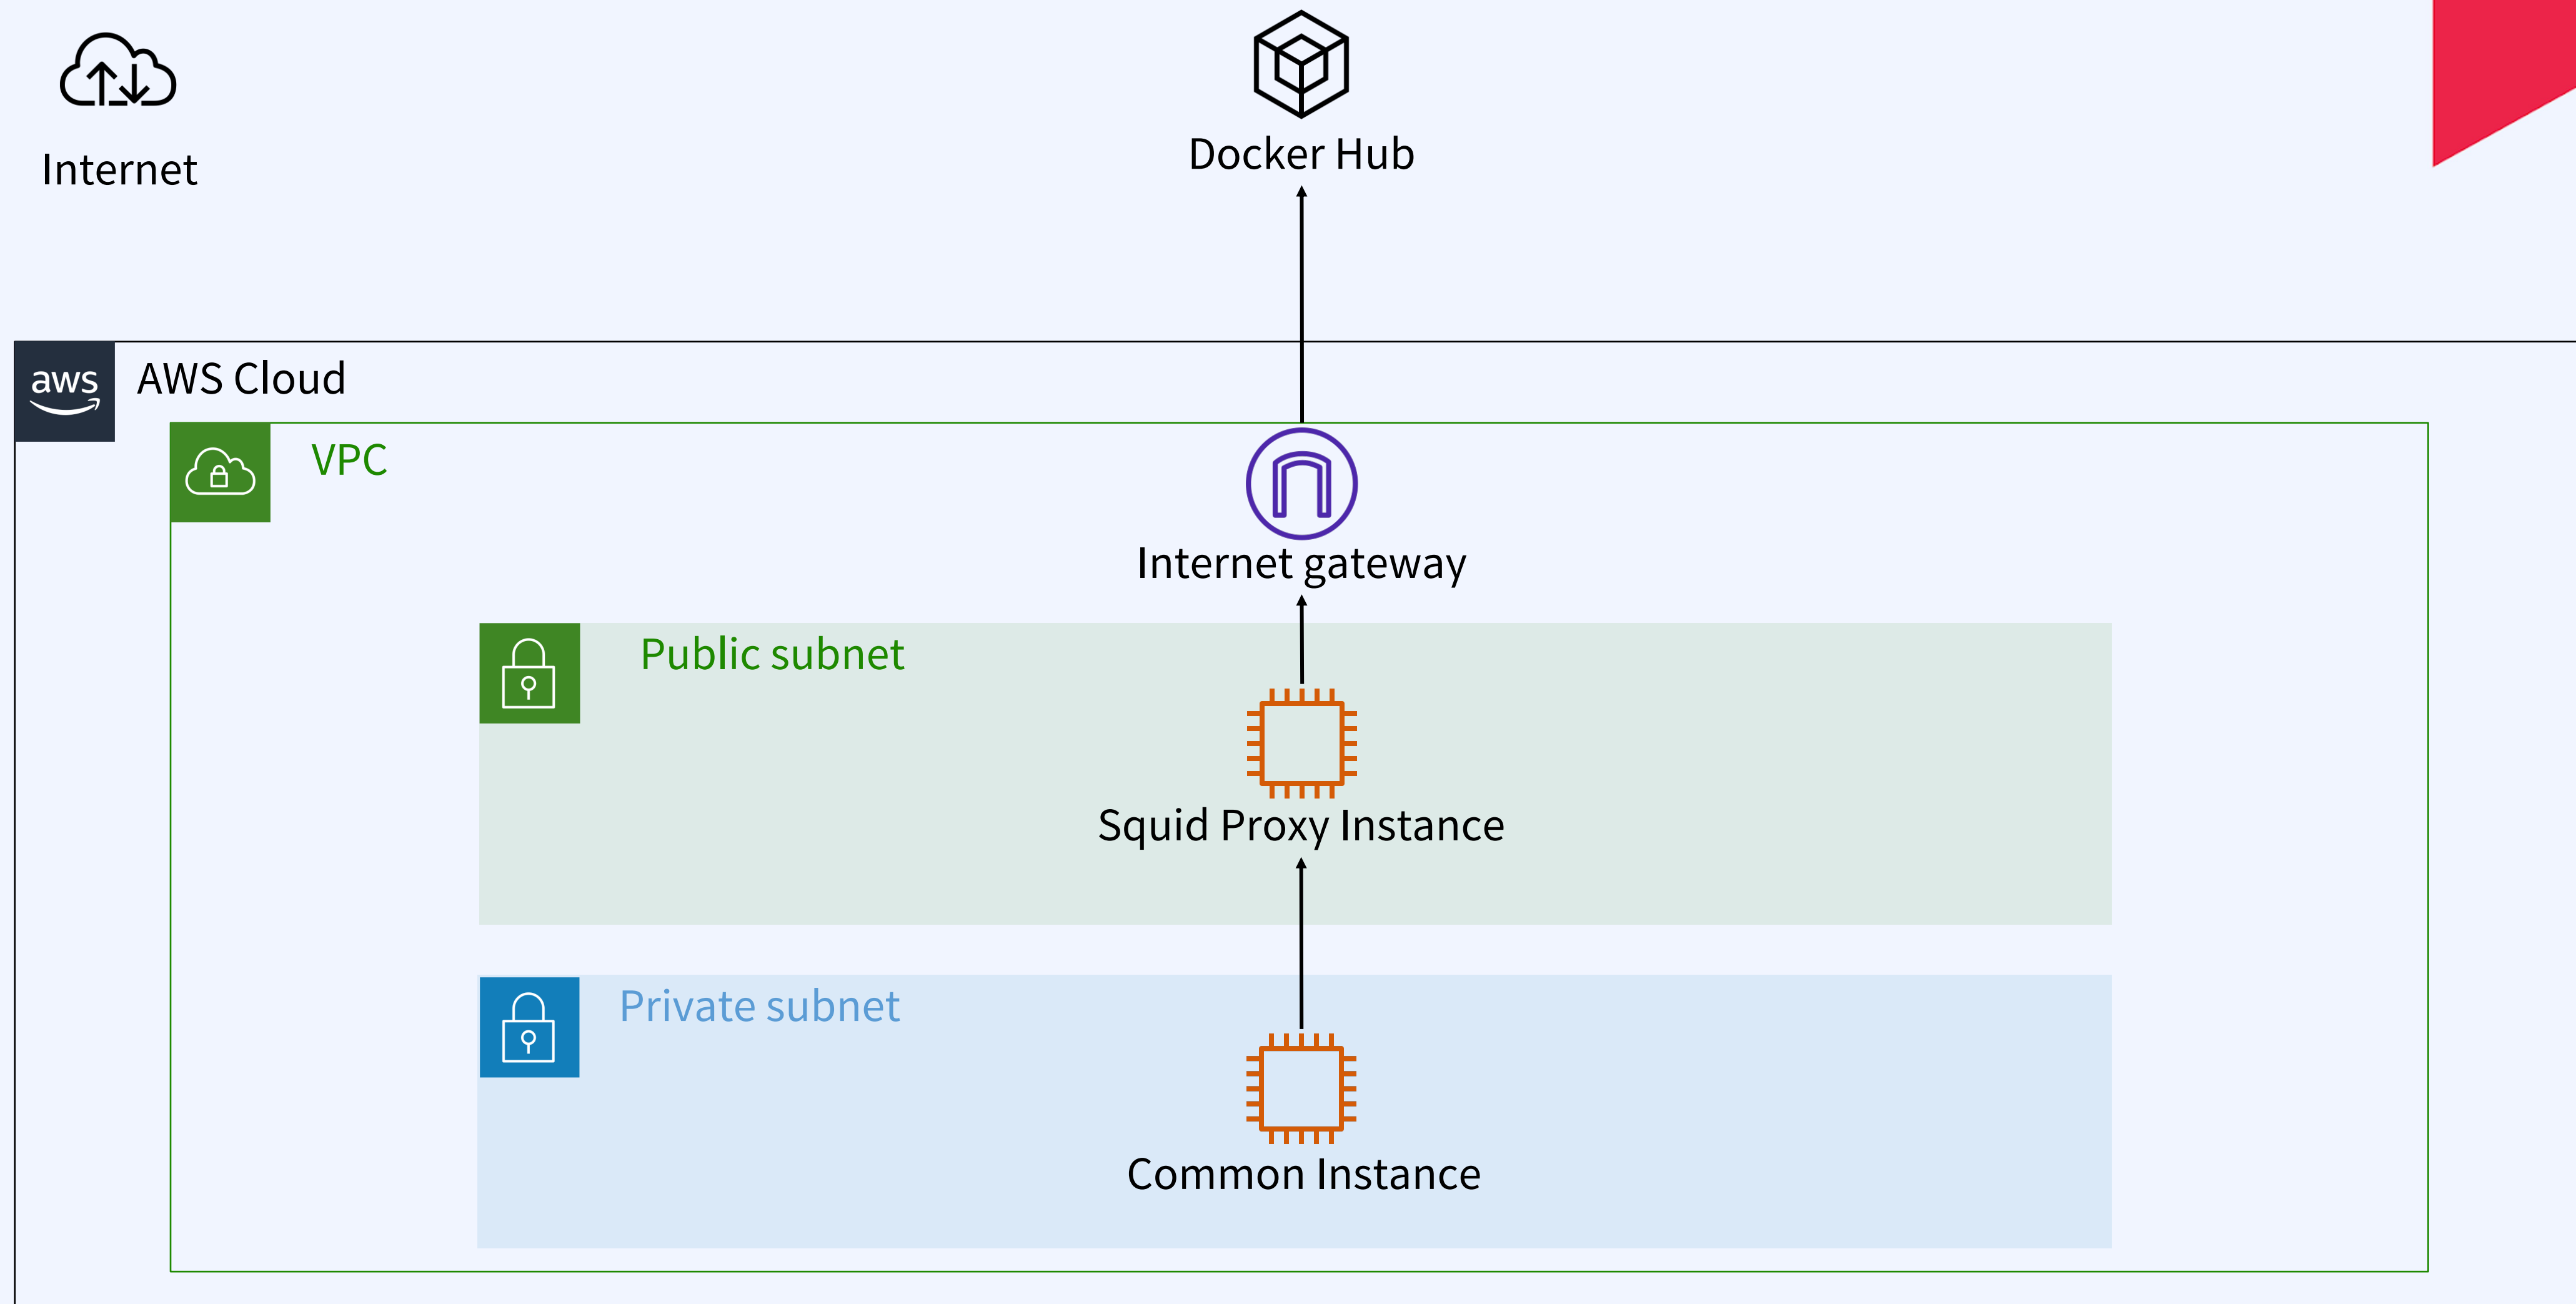 Internet
Docker Hub
aws
AWS Cloud
VPC
Internet gateway
Public subnet
Squid Proxy Instance
Private subnet
Common Instance